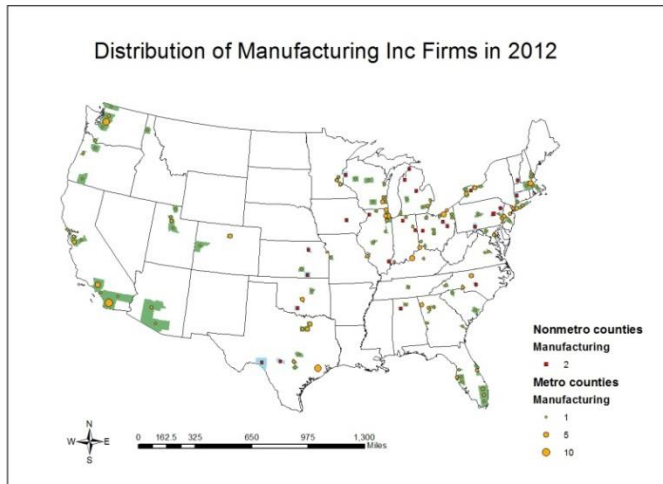 Distribution of Manufacturing Inc Firms in 2012
Nonmetro counties
Manufacturing
2
Metro counties
Manufacturing
1
5
10
N
W E
S
0 162.5 325 650 975 1,300
Miles